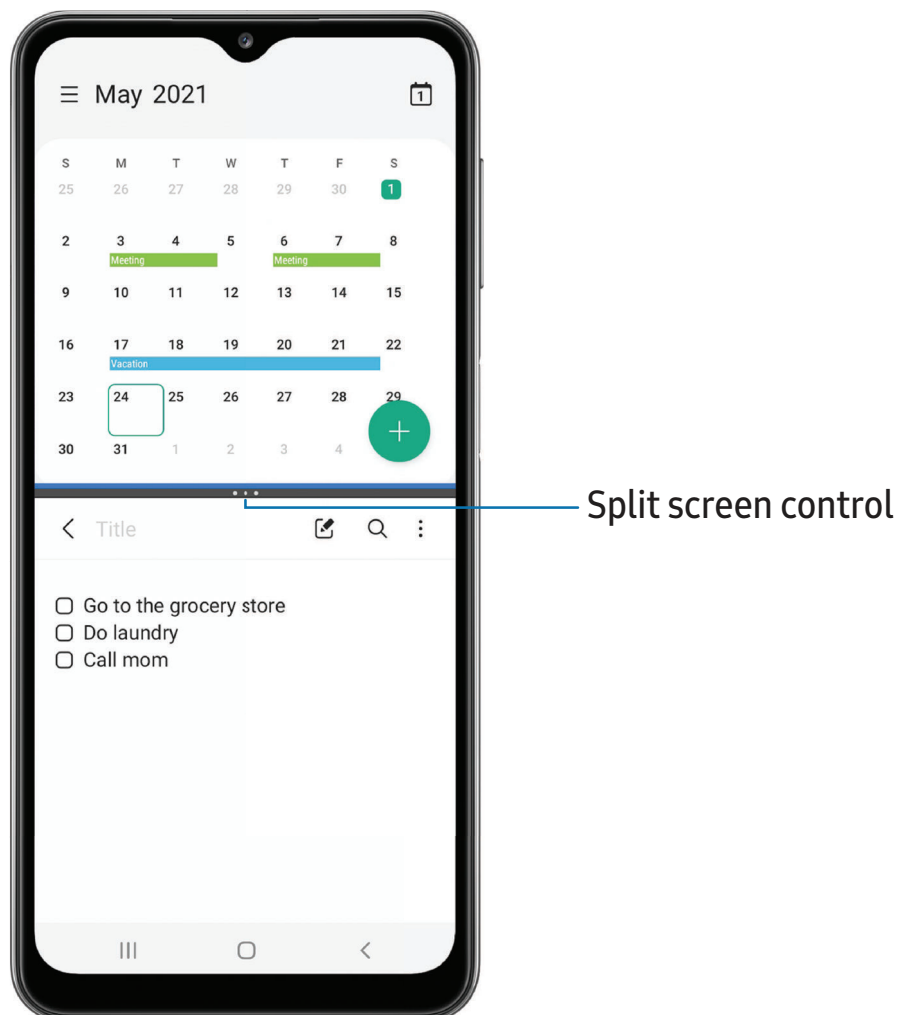 May 2021
1
S M T W T F S
25 26 27 28 29 30 1
2 3 4 5 6 7 8
Meeting Meeting
9 10 11 12 13 14 15
16 17 18 19 20 21 22
Vacation
23 24 25 26 27 28 29
30 31 1 2 3 4
Split screen control
Title
Go to the grocery store
Do laundry
Call mom